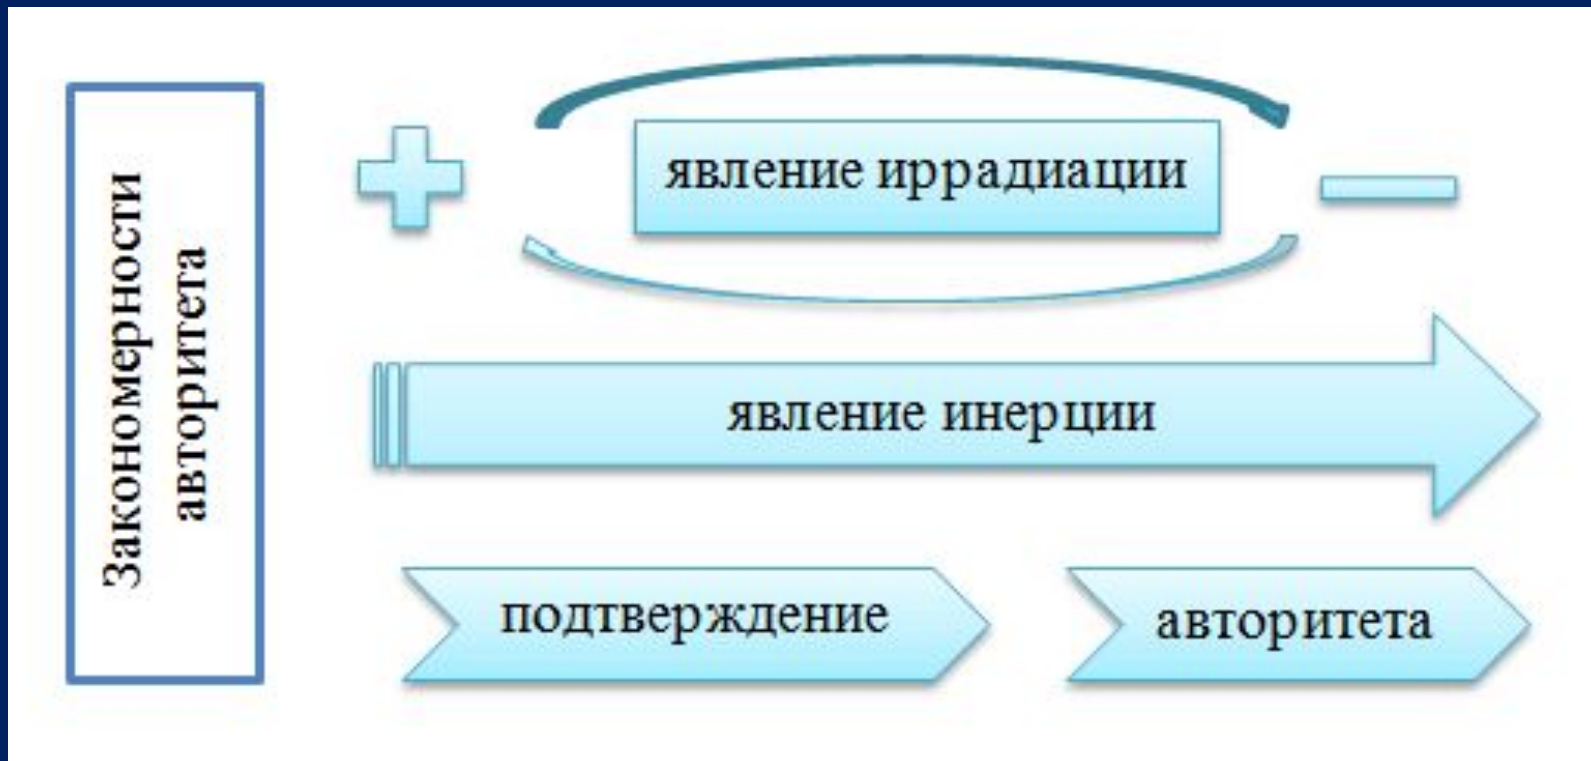 Закономерности
авторитета
явление иррадиации
явление инерции
подтверждение
авторитета